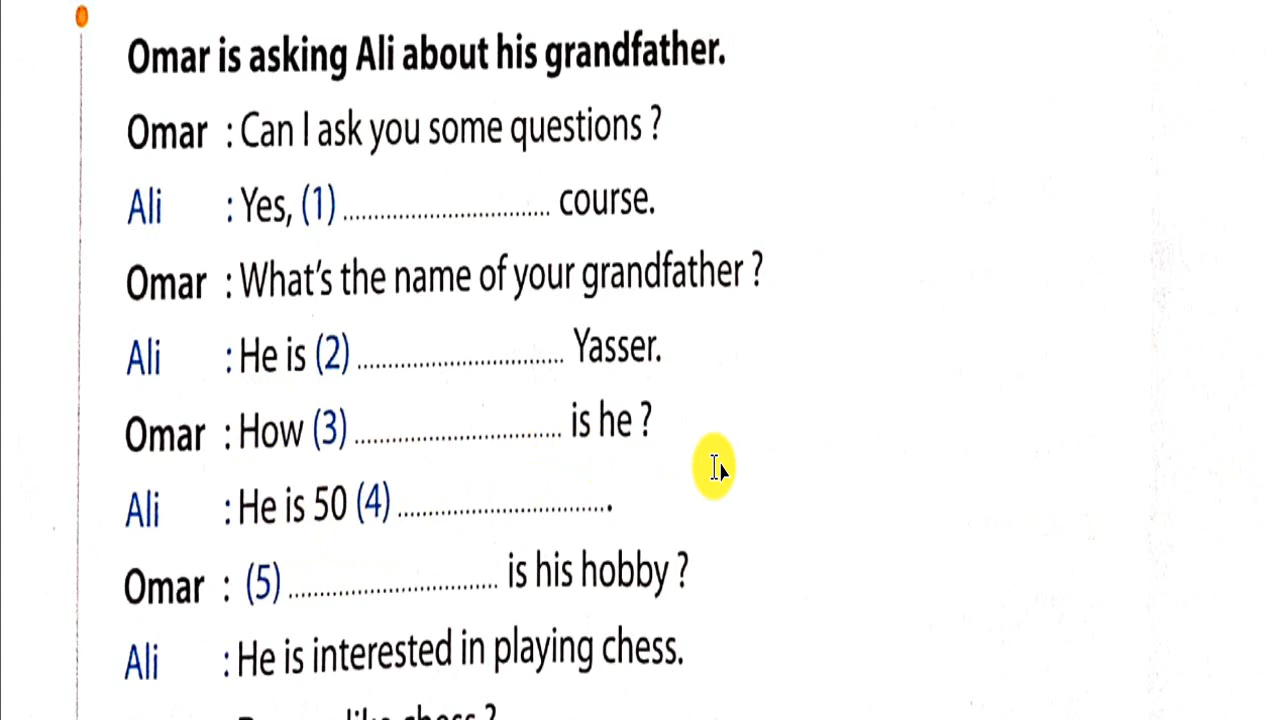 Omar is asking Ali about his grandfather.
Omar : Can I ask you some questions ?
Ali : Yes, (1) .................................. course.
Omar : What's the name of your grandfather ?
Ali : He is (2) .................................. Yasser.
Omar : How (3) .................................. is he ?
Ali : He is 50 (4) ...................................
Omar : (5) .................................. is his hobby ?
Ali : He is interested in playing chess.
like chess ?